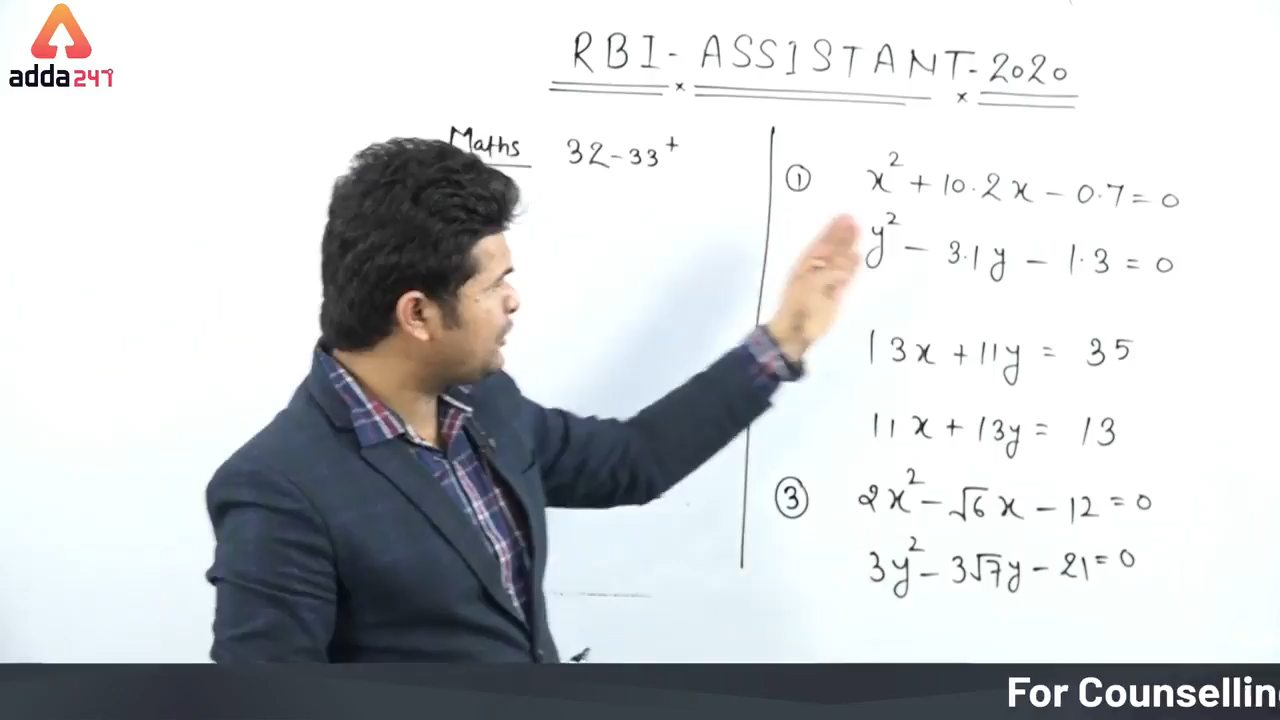 adda247
RBI - ASSISTANT - 2020
Maths 32-33+
① x² + 10.2x - 0.7 = 0
y² - 3.1y - 1.3 = 0
13x + 11y = 35
11x + 13y = 13
③ 2x² - √6x - 12 = 0
3y² - 3√7y - 21 = 0
For Counsellin